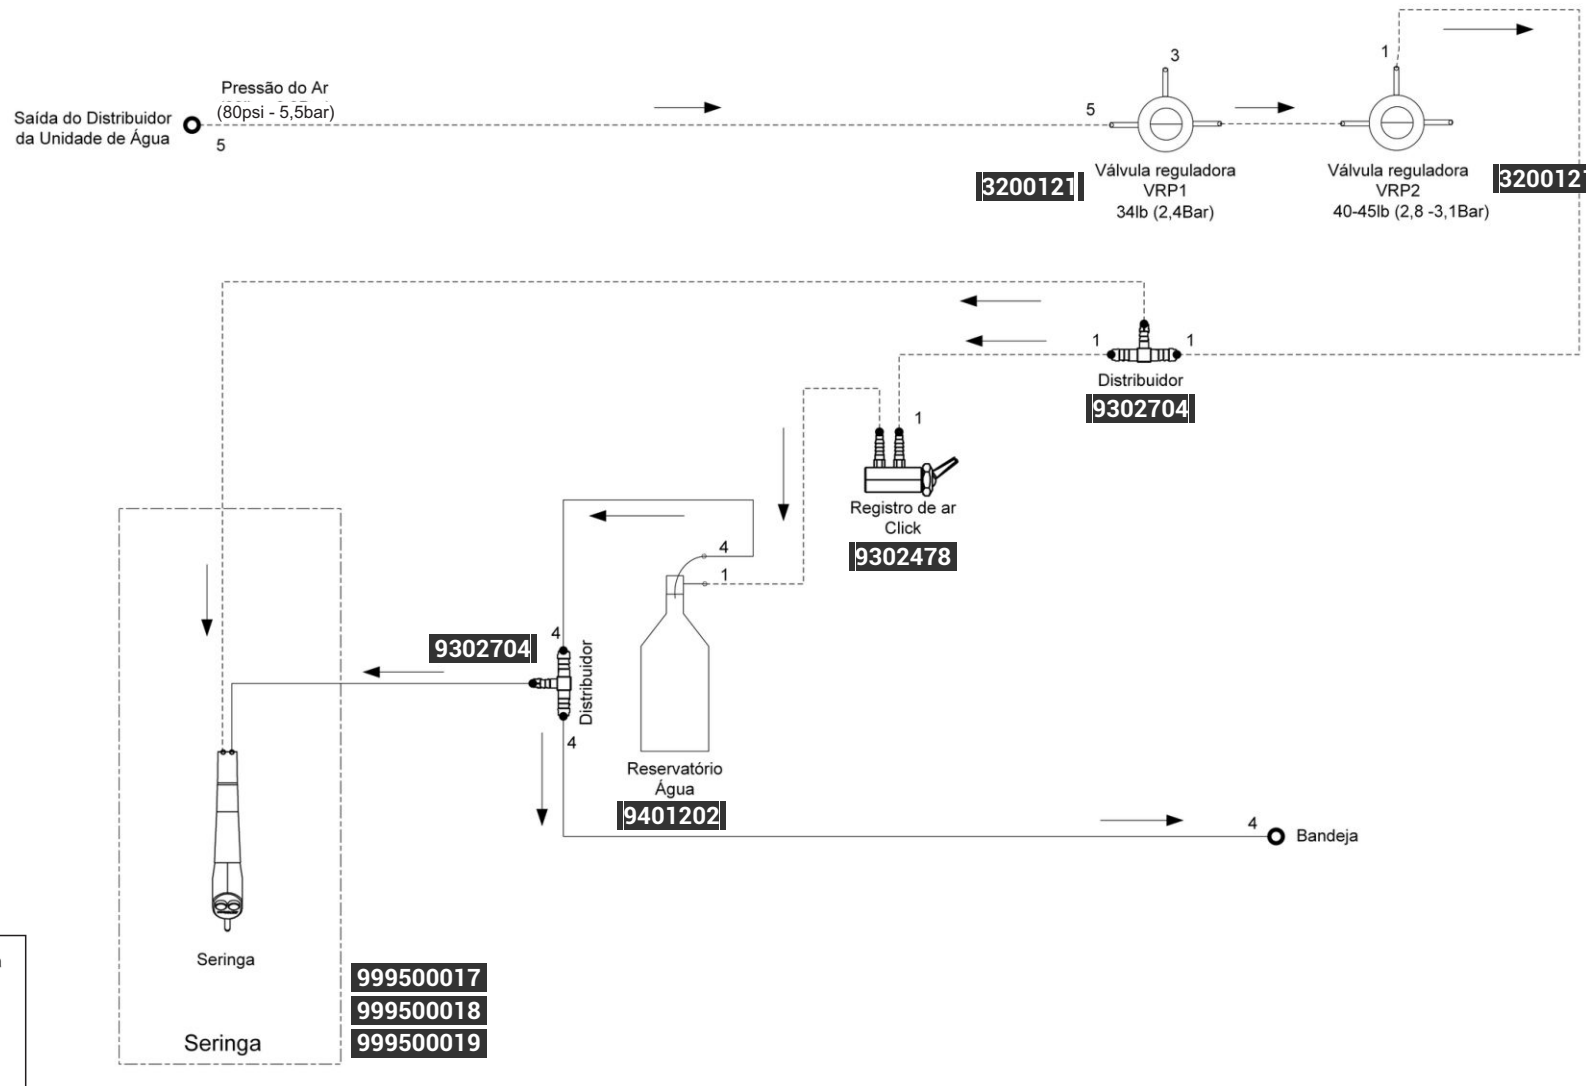 Pressão do Ar
(80psi - 5,5bar)
Saída do Distribuidor
da Unidade de Água
5
5
3
1
3200121
Válvula reguladora
VRP1
34lb (2,4Bar)
Válvula reguladora
VRP2
40-45lb (2,8 -3,1Bar)
3200121
1
1
Distribuidor
9302704
1
Registro de ar
Click
9302478
4
1
9302704
4
Distribuidor
4
Reservatório
Água
9401202
4
Bandeja
Seringa
999500017
999500018
999500019
Seringa